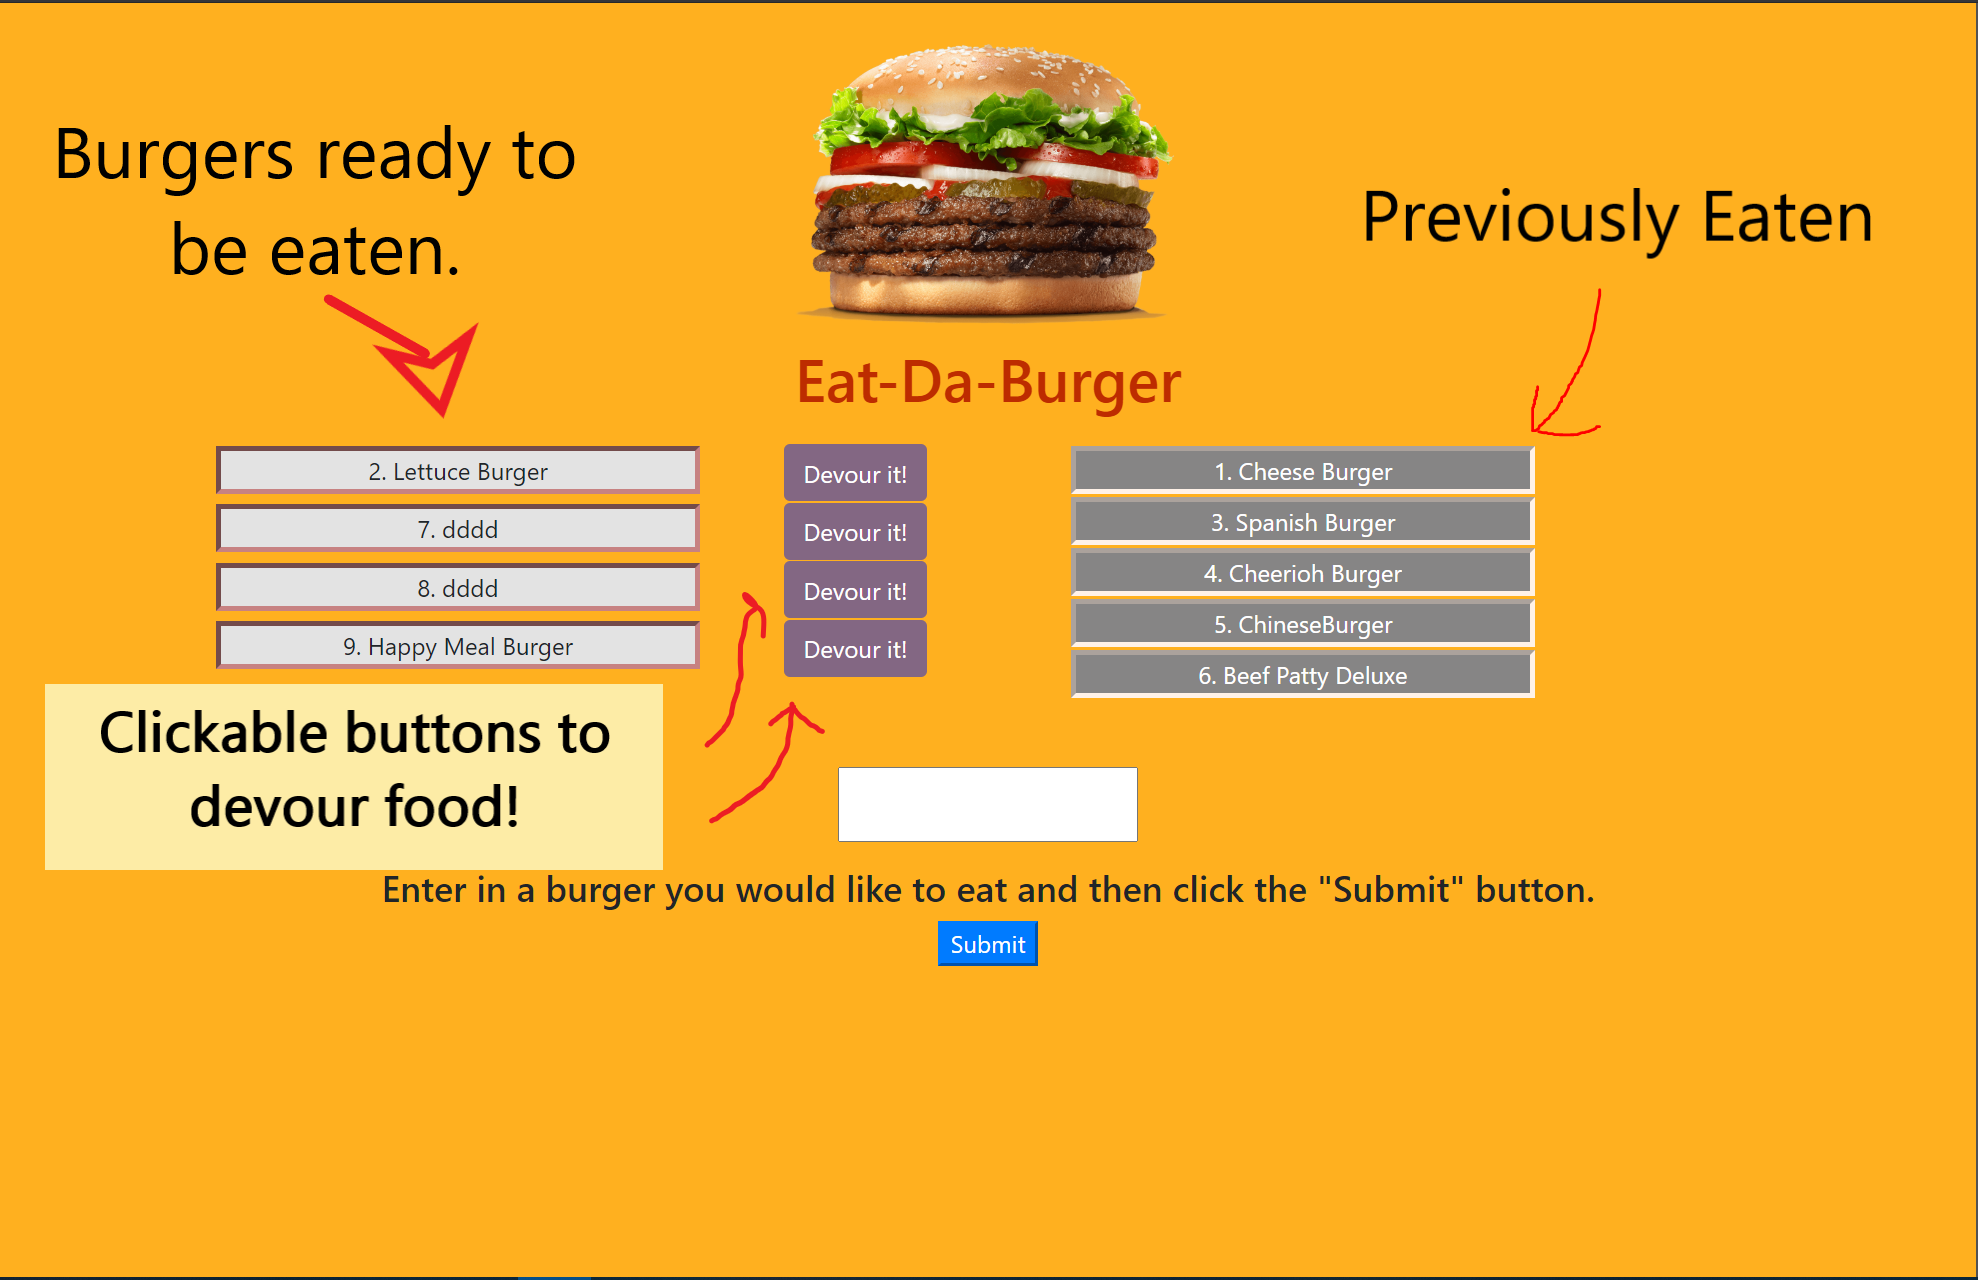 Burgers ready to
be eaten.
Previously Eaten
Eat-Da-Burger
2. Lettuce Burger
Devour it!
1. Cheese Burger
7. dddd
Devour it!
3. Spanish Burger
8. dddd
Devour it!
4. Cheerioh Burger
9. Happy Meal Burger
Devour it!
5. ChineseBurger
6. Beef Patty Deluxe
Clickable buttons to
devour food!
Enter in a burger you would like to eat and then click the "Submit" button.
Submit